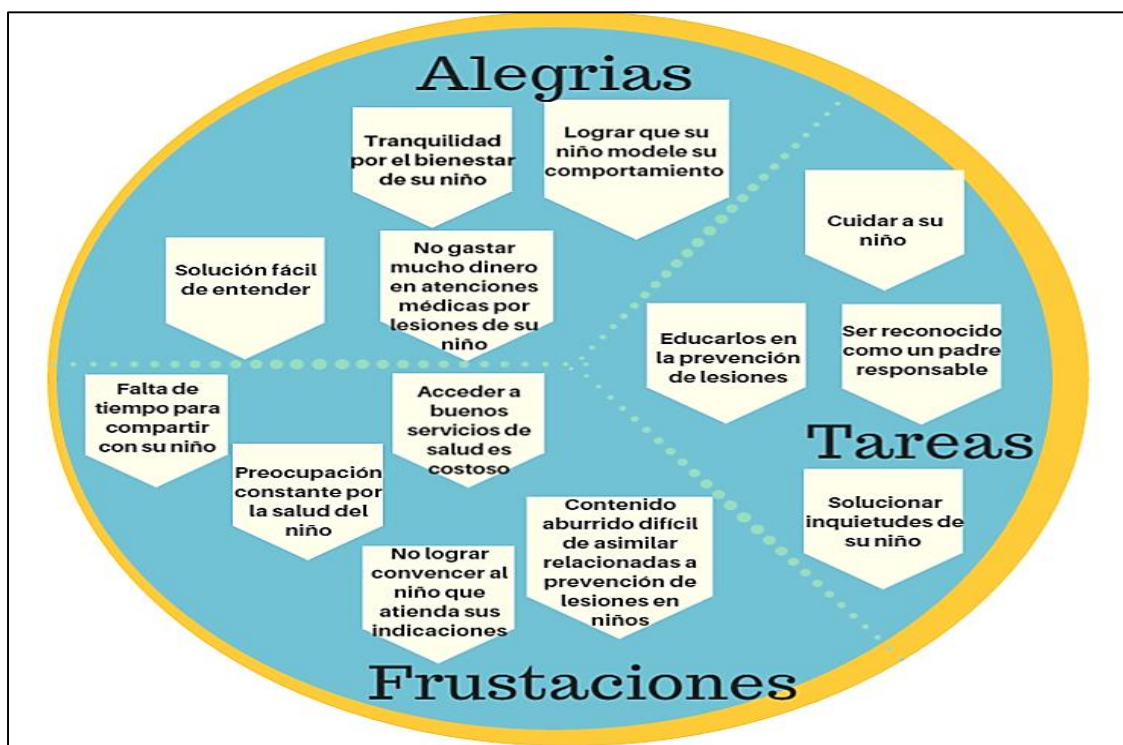 Alegrias
Tranquilidad
por el bienestar
de su niño
Lograr que su
niño modele su
comportamiento
Solución fácil
de entender
No gastar
mucho dinero
en atenciones
médicas por
lesiones de su
niño
Cuidar a su
niño
Educarlos en
la prevención
de lesiones
Ser reconocido
como un padre
responsable
Tareas
Solucionar
inquietudes de
su niño
Falta de
tiempo para
compartir
con su niño
Preocupación
constante por
la salud del
niño
Acceder a
buenos
servicios de
salud es
costoso
No lograr
convencer al
niño que
atienda sus
indicaciones
Contenido
aburrido difícil
de asimilar
relacionadas a
prevención de
lesiones en
niños
Frustaciones